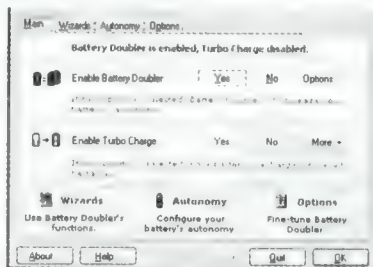 Main Wizards Autonomy Options
Battery Doubler is enabled, Turbo Charge disabled.
Enable Battery Doubler Yes No Options
Enable Turbo Charge Yes No More
Wizards Autonomy Options
Use Battery Doubler's Configure your Fine-tune Battery
functions. battery's autonomy Doubler
About Help Quit OK